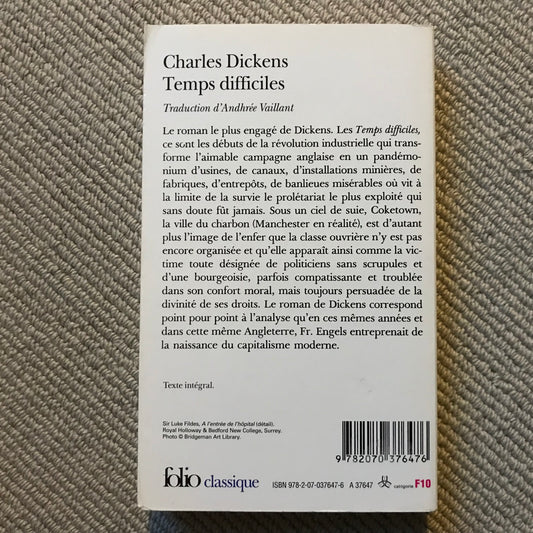 Charles Dickens
Temps difficiles
Traduction d'Andhrée Vaillant
Le roman le plus engagé de Dickens. Les Temps difficiles,
ce sont les débuts de la révolution industrielle qui trans-
forme l'aimable campagne anglaise en un pandémo-
nium d'usines, de canaux, d'installations minières, de
fabriques, d'entrepôts, de banlieues misérables où vit à
la limite de la survie le prolétariat le plus exploité qui
sans doute fût jamais. Sous un ciel de suie, Coketown,
la ville du charbon (Manchester en réalité), est d'autant
plus l'image de l'enfer que la classe ouvrière n'y est pas
encore organisée et qu'elle apparaît ainsi comme la vic-
time toute désignée de politiciens sans scrupules et
d'une bourgeoisie, parfois compatissante et troublée
dans son confort moral, mais toujours persuadée de la
divinité de ses droits. Le roman de Dickens correspond
point pour point à l'analyse qu'en ces mêmes années et
dans cette même Angleterre, Fr. Engels entreprenait de
la naissance du capitalisme moderne.
Texte intégral.
Sir Luke Fildes, A l'entrée de l'hôpital (détail).
Royal Holloway & Bedford New College, Surrey.
Photo © Bridgeman Art Library.
9 782070 376476
folio classique
ISBN 978-2-07-037647-6 A 37647 catégorie F10